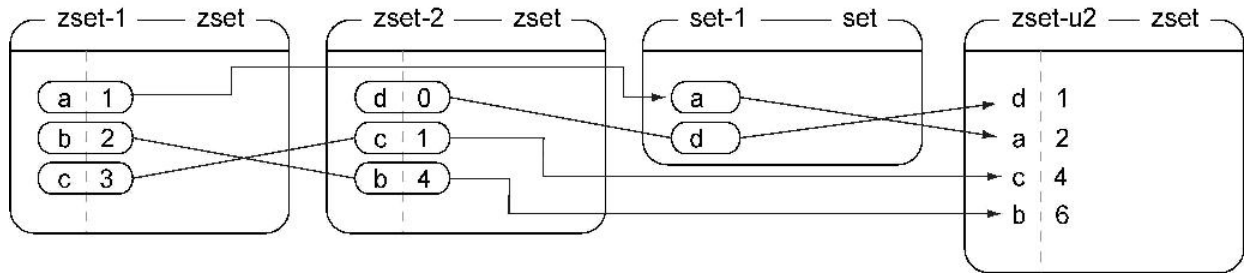 zset-1 zset zset-2 zset set-1 set zset-u2 zset
a 1 d 0 a d 1
b 2 c 1 d a 2
c 3 b 4 c 4
b 6